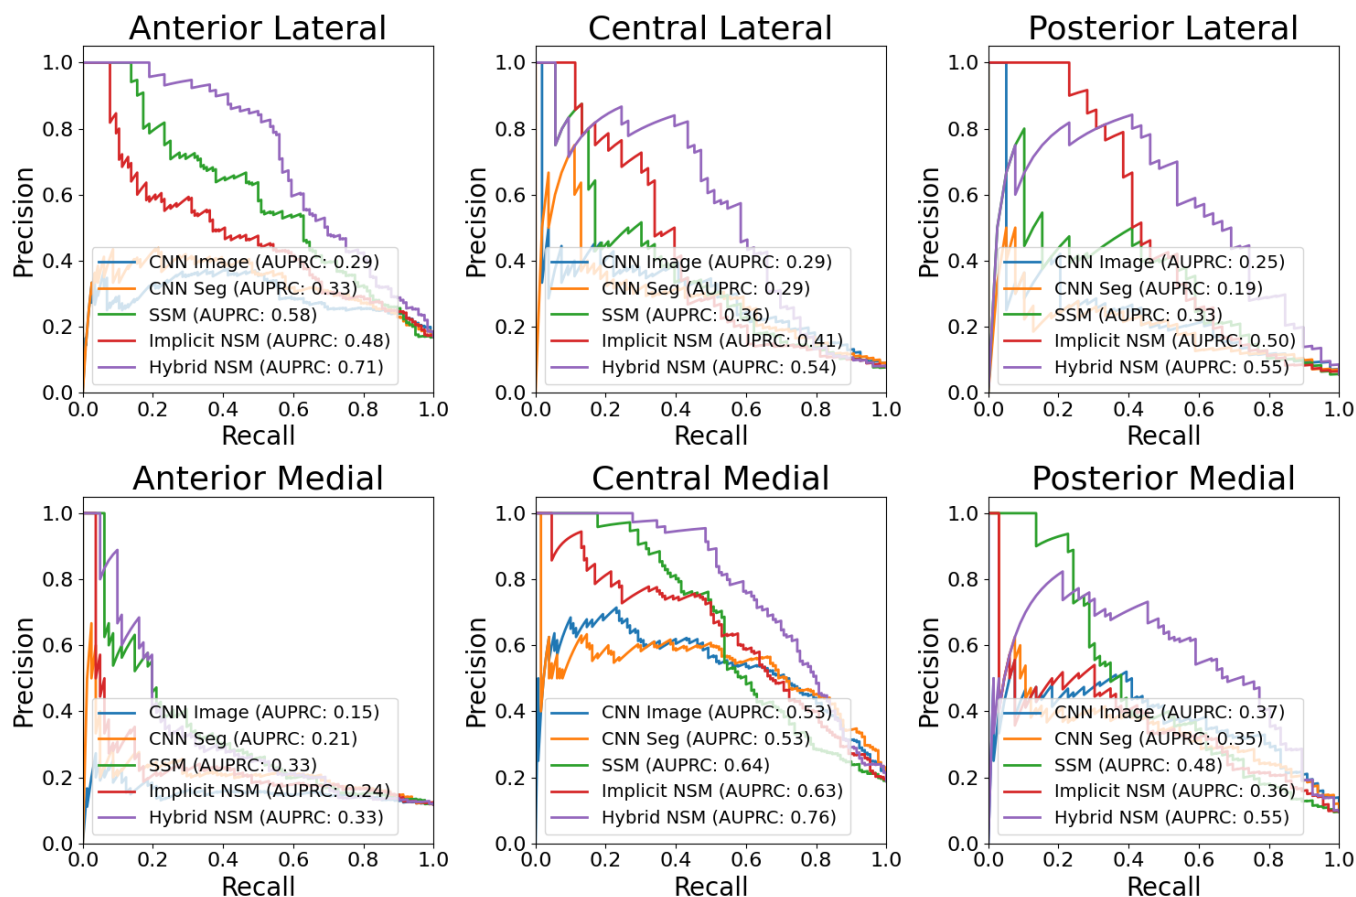 Anterior Lateral
Precision
1.0
0.8
0.6
0.4
0.2
0.0
CNN Image (AUPRC: 0.29)
CNN Seg (AUPRC: 0.33)
SSM (AUPRC: 0.58)
Implicit NSM (AUPRC: 0.48)
Hybrid NSM (AUPRC: 0.71)
0.0 0.2 0.4 0.6 0.8 1.0
Recall
Central Lateral
Precision
1.0
0.8
0.6
0.4
0.2
0.0
CNN Image (AUPRC: 0.29)
CNN Seg (AUPRC: 0.29)
SSM (AUPRC: 0.36)
Implicit NSM (AUPRC: 0.41)
Hybrid NSM (AUPRC: 0.54)
0.0 0.2 0.4 0.6 0.8 1.0
Recall
Posterior Lateral
Precision
1.0
0.8
0.6
0.4
0.2
0.0
CNN Image (AUPRC: 0.25)
CNN Seg (AUPRC: 0.19)
SSM (AUPRC: 0.33)
Implicit NSM (AUPRC: 0.50)
Hybrid NSM (AUPRC: 0.55)
0.0 0.2 0.4 0.6 0.8 1.0
Recall
Anterior Medial
Precision
1.0
0.8
0.6
0.4
0.2
0.0
CNN Image (AUPRC: 0.15)
CNN Seg (AUPRC: 0.21)
SSM (AUPRC: 0.33)
Implicit NSM (AUPRC: 0.24)
Hybrid NSM (AUPRC: 0.33)
0.0 0.2 0.4 0.6 0.8 1.0
Recall
Central Medial
Precision
1.0
0.8
0.6
0.4
0.2
0.0
CNN Image (AUPRC: 0.53)
CNN Seg (AUPRC: 0.53)
SSM (AUPRC: 0.64)
Implicit NSM (AUPRC: 0.63)
Hybrid NSM (AUPRC: 0.76)
0.0 0.2 0.4 0.6 0.8 1.0
Recall
Posterior Medial
Precision
1.0
0.8
0.6
0.4
0.2
0.0
CNN Image (AUPRC: 0.37)
CNN Seg (AUPRC: 0.35)
SSM (AUPRC: 0.48)
Implicit NSM (AUPRC: 0.36)
Hybrid NSM (AUPRC: 0.55)
0.0 0.2 0.4 0.6 0.8 1.0
Recall